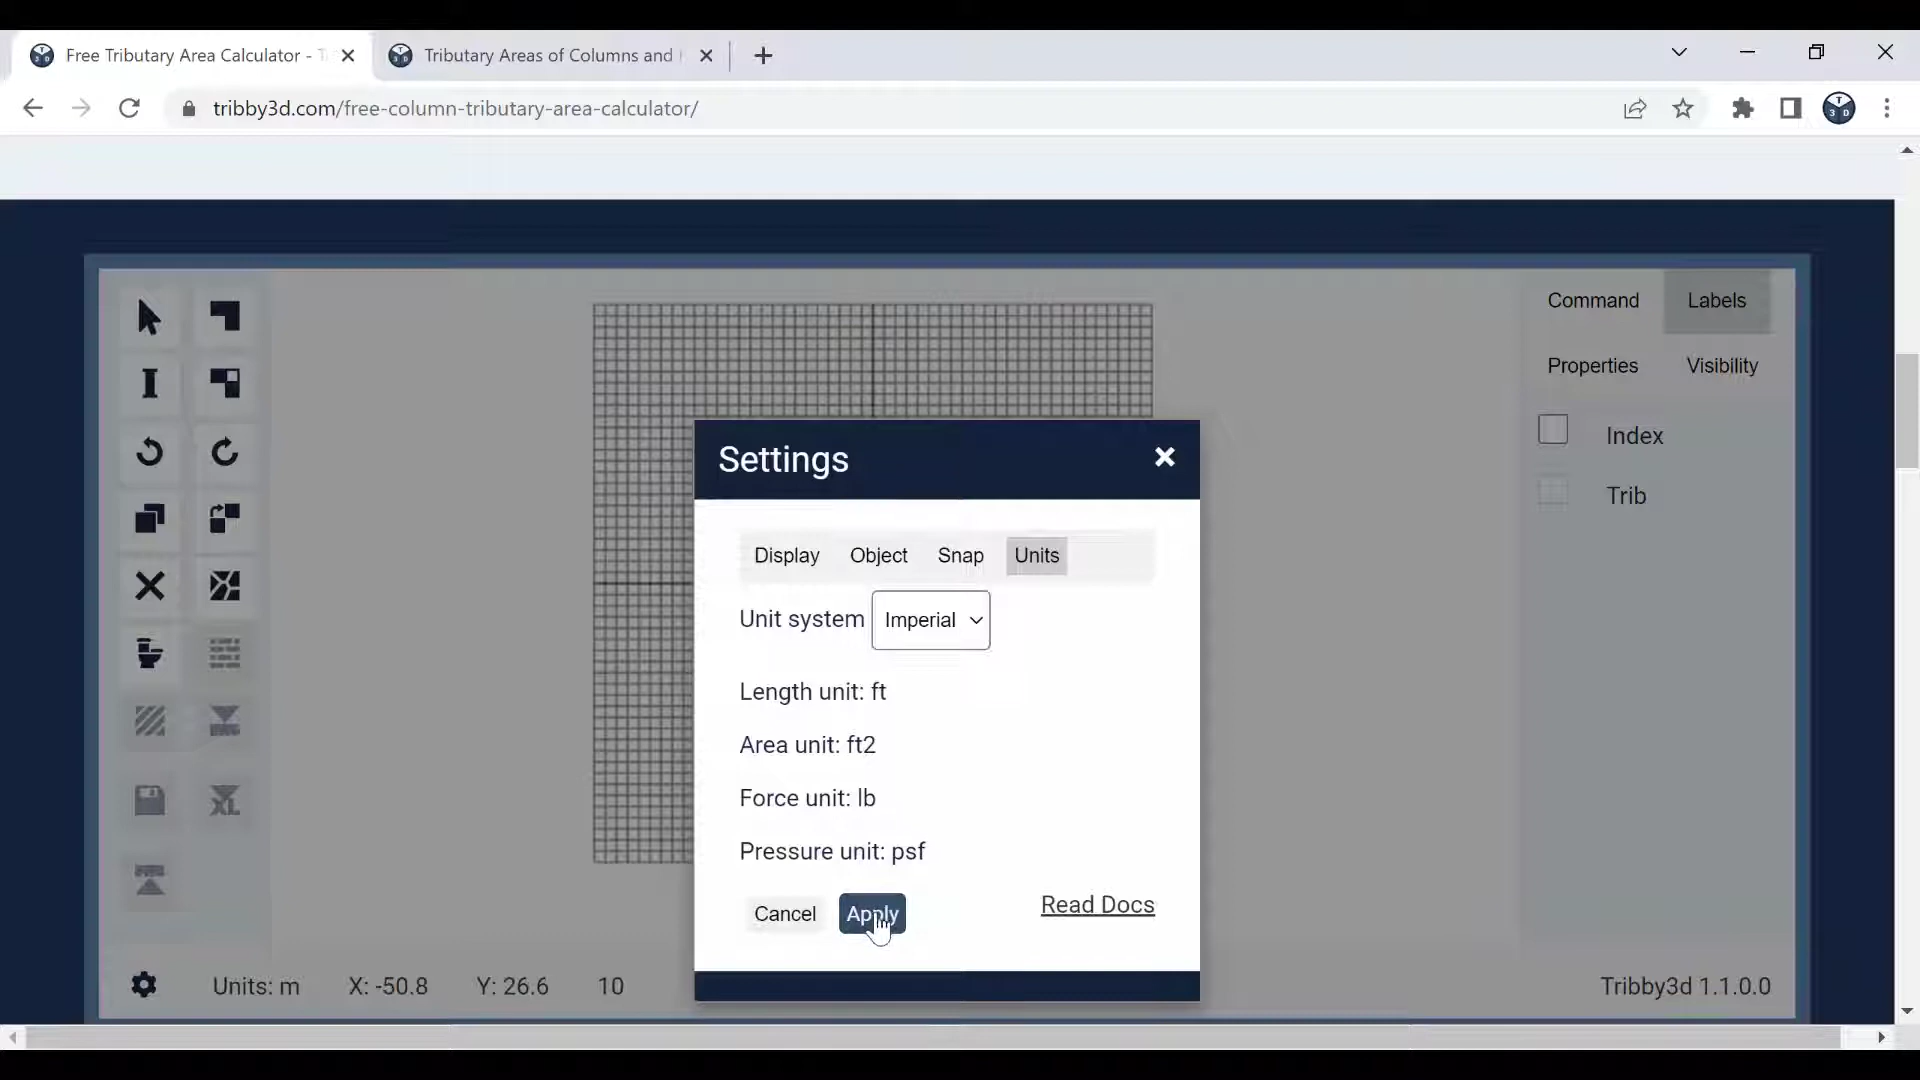 Free Tributary Area Calculator -
Tributary Areas of Columns and
tribby3d.com/free-column-tributary-area-calculator/
Command
Labels
Properties
Visibility
Index
Trib
Settings
Display
Object
Snap
Units
Unit system
Imperial
Length unit: ft
Area unit: ft2
Force unit: lb
Pressure unit: psf
Cancel
Apply
Read Docs
XL
Units: m
X: -50.8
Y: 26.6
10
Tribby3d 1.1.0.0